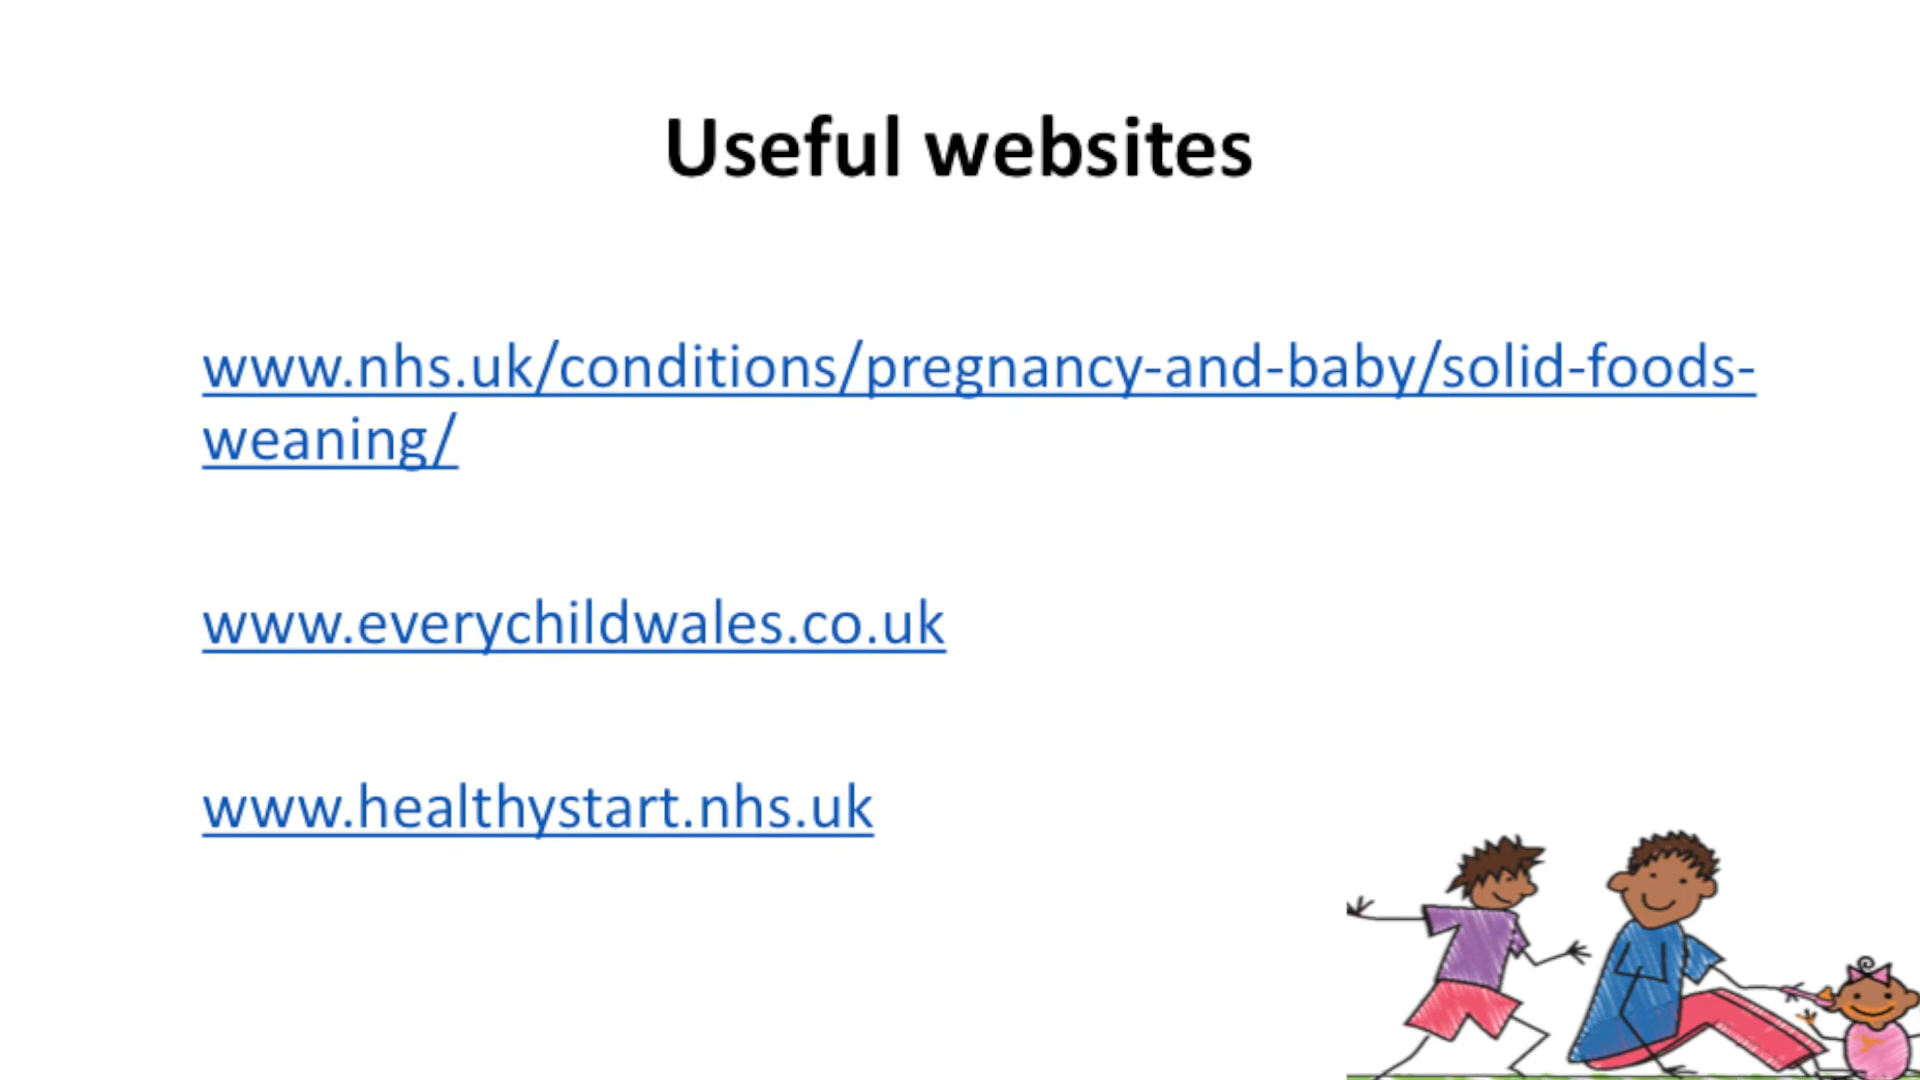 Useful websites
www.nhs.uk/conditions/pregnancy-and-baby/solid-foods-
weaning/
www.everychildwales.co.uk
www.healthystart.nhs.uk